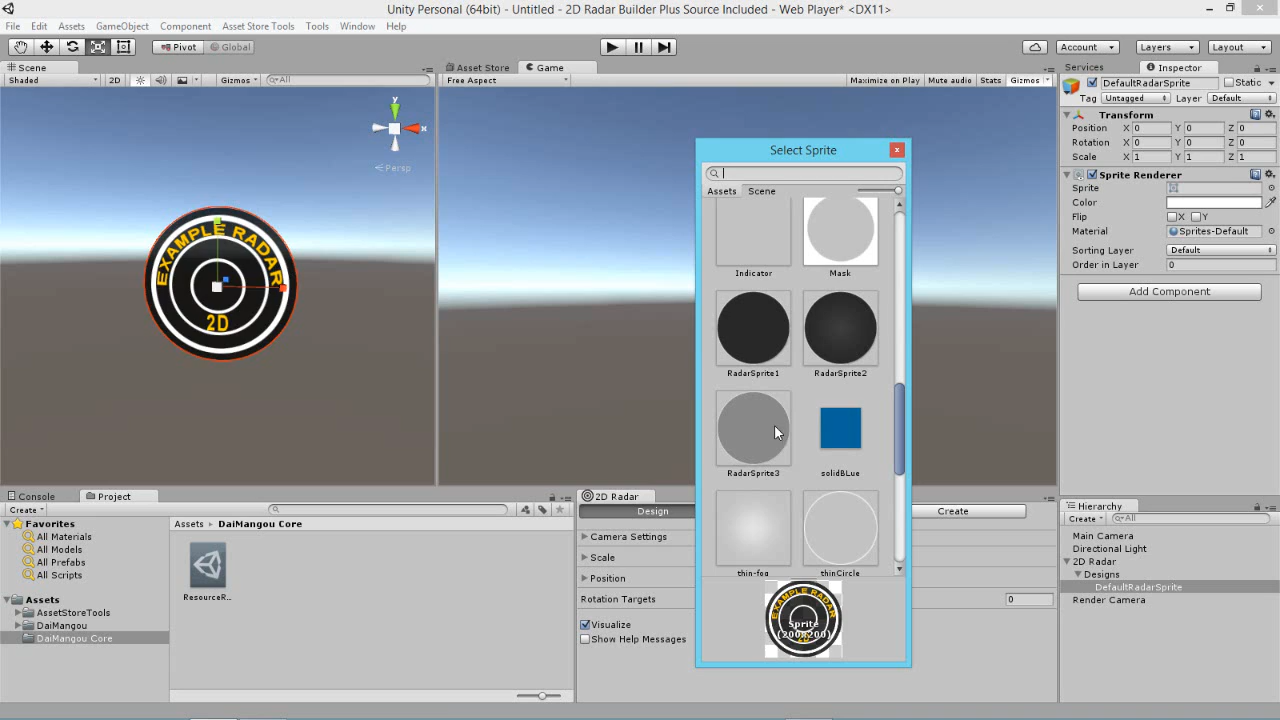 Unity Personal (64bit) - Untitled - 2D Radar Builder Plus Source Included - Web Player* <DX11>
File Edit Assets GameObject Component Asset Store Tools Tools Window Help
Pivot Global Account Layers Layout
Scene
Shaded 2D Gizmos All
y
x
Persp
EXAMPLE RADAR
2D
Asset Store Game
Free Aspect Maximize on Play Mute audio Stats Gizmos
Select Sprite
Assets Scene
Indicator Mask
RadarSprite1 RadarSprite2
RadarSprite3 solidBLue
thin-fog thinCircle
EXAMPLE RADAR
Sprite
(200x200)
Services Inspector
DefaultRadarSprite Static
Tag Untagged Layer Default
Transform
Position X 0 Y 0 Z 0
Rotation X 0 Y 0 Z 0
Scale X 1 Y 1 Z 1
Sprite Renderer
Sprite
Color
Flip X Y
Material Sprites-Default
Sorting Layer Default
Order in Layer 0
Add Component
Console Project
Create
Favorites
All Materials
All Models
All Prefabs
All Scripts
Assets
AssetStoreTools
DaiMangou
DaiMangou Core
Assets DaiMangou Core
ResourceR...
2D Radar
Design Create
Camera Settings
Scale
Position
Rotation Targets 0
Visualize
Show Help Messages
Hierarchy
Create All
Main Camera
Directional Light
2D Radar
Designs
DefaultRadarSprite
Render Camera